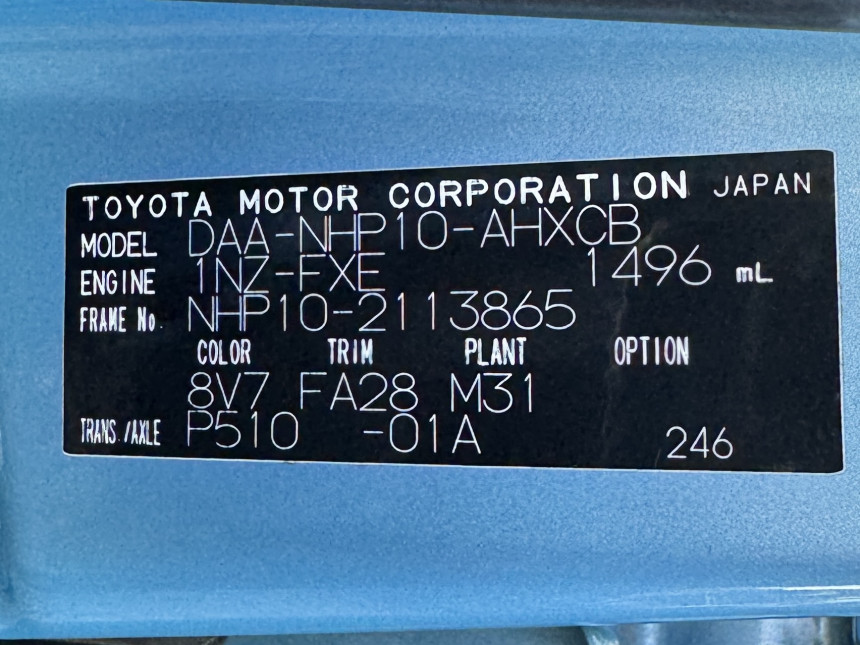 TOYOTA MOTOR CORPORATION JAPAN
MODEL DAA-NHP10-AHXCB
ENGINE 1NZ-FXE 1496 mL
FRAME No. NHP10-2113865
COLOR TRIM PLANT OPTION
8V7 FA28 M31
TRANS./AXLE P510 -01A 246